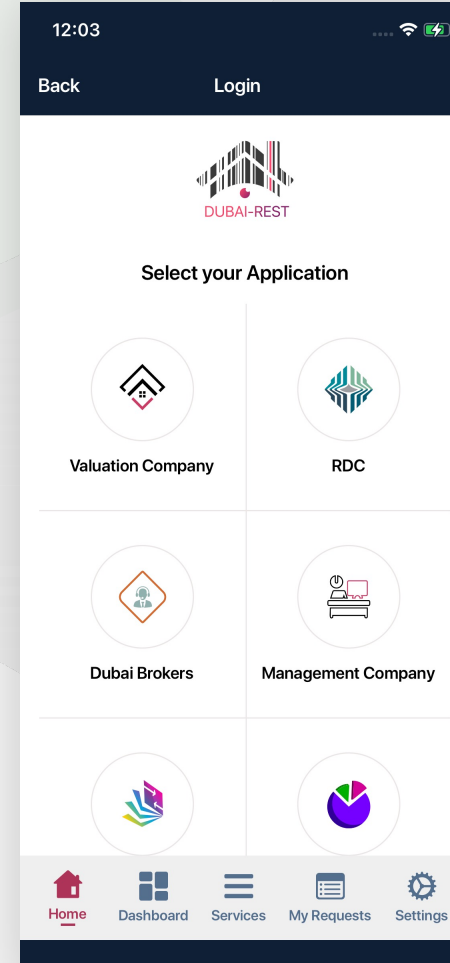 12:03
Back Login
DUBAI-REST
Select your Application
Valuation Company RDC
Dubai Brokers Management Company
Home Dashboard Services My Requests Settings